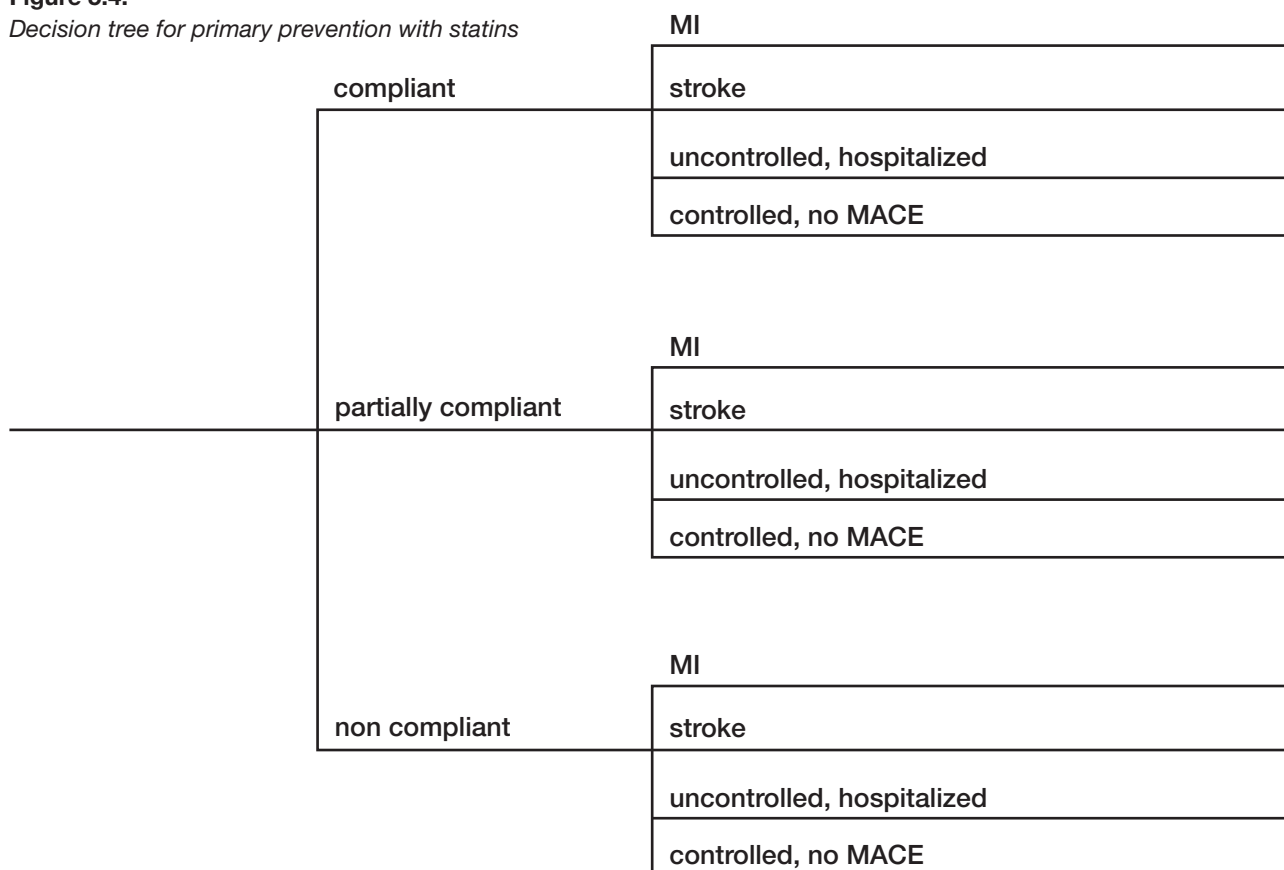 Decision tree for primary prevention with statins
MI
compliant
stroke
uncontrolled, hospitalized
controlled, no MACE
MI
partially compliant
stroke
uncontrolled, hospitalized
controlled, no MACE
MI
non compliant
stroke
uncontrolled, hospitalized
controlled, no MACE